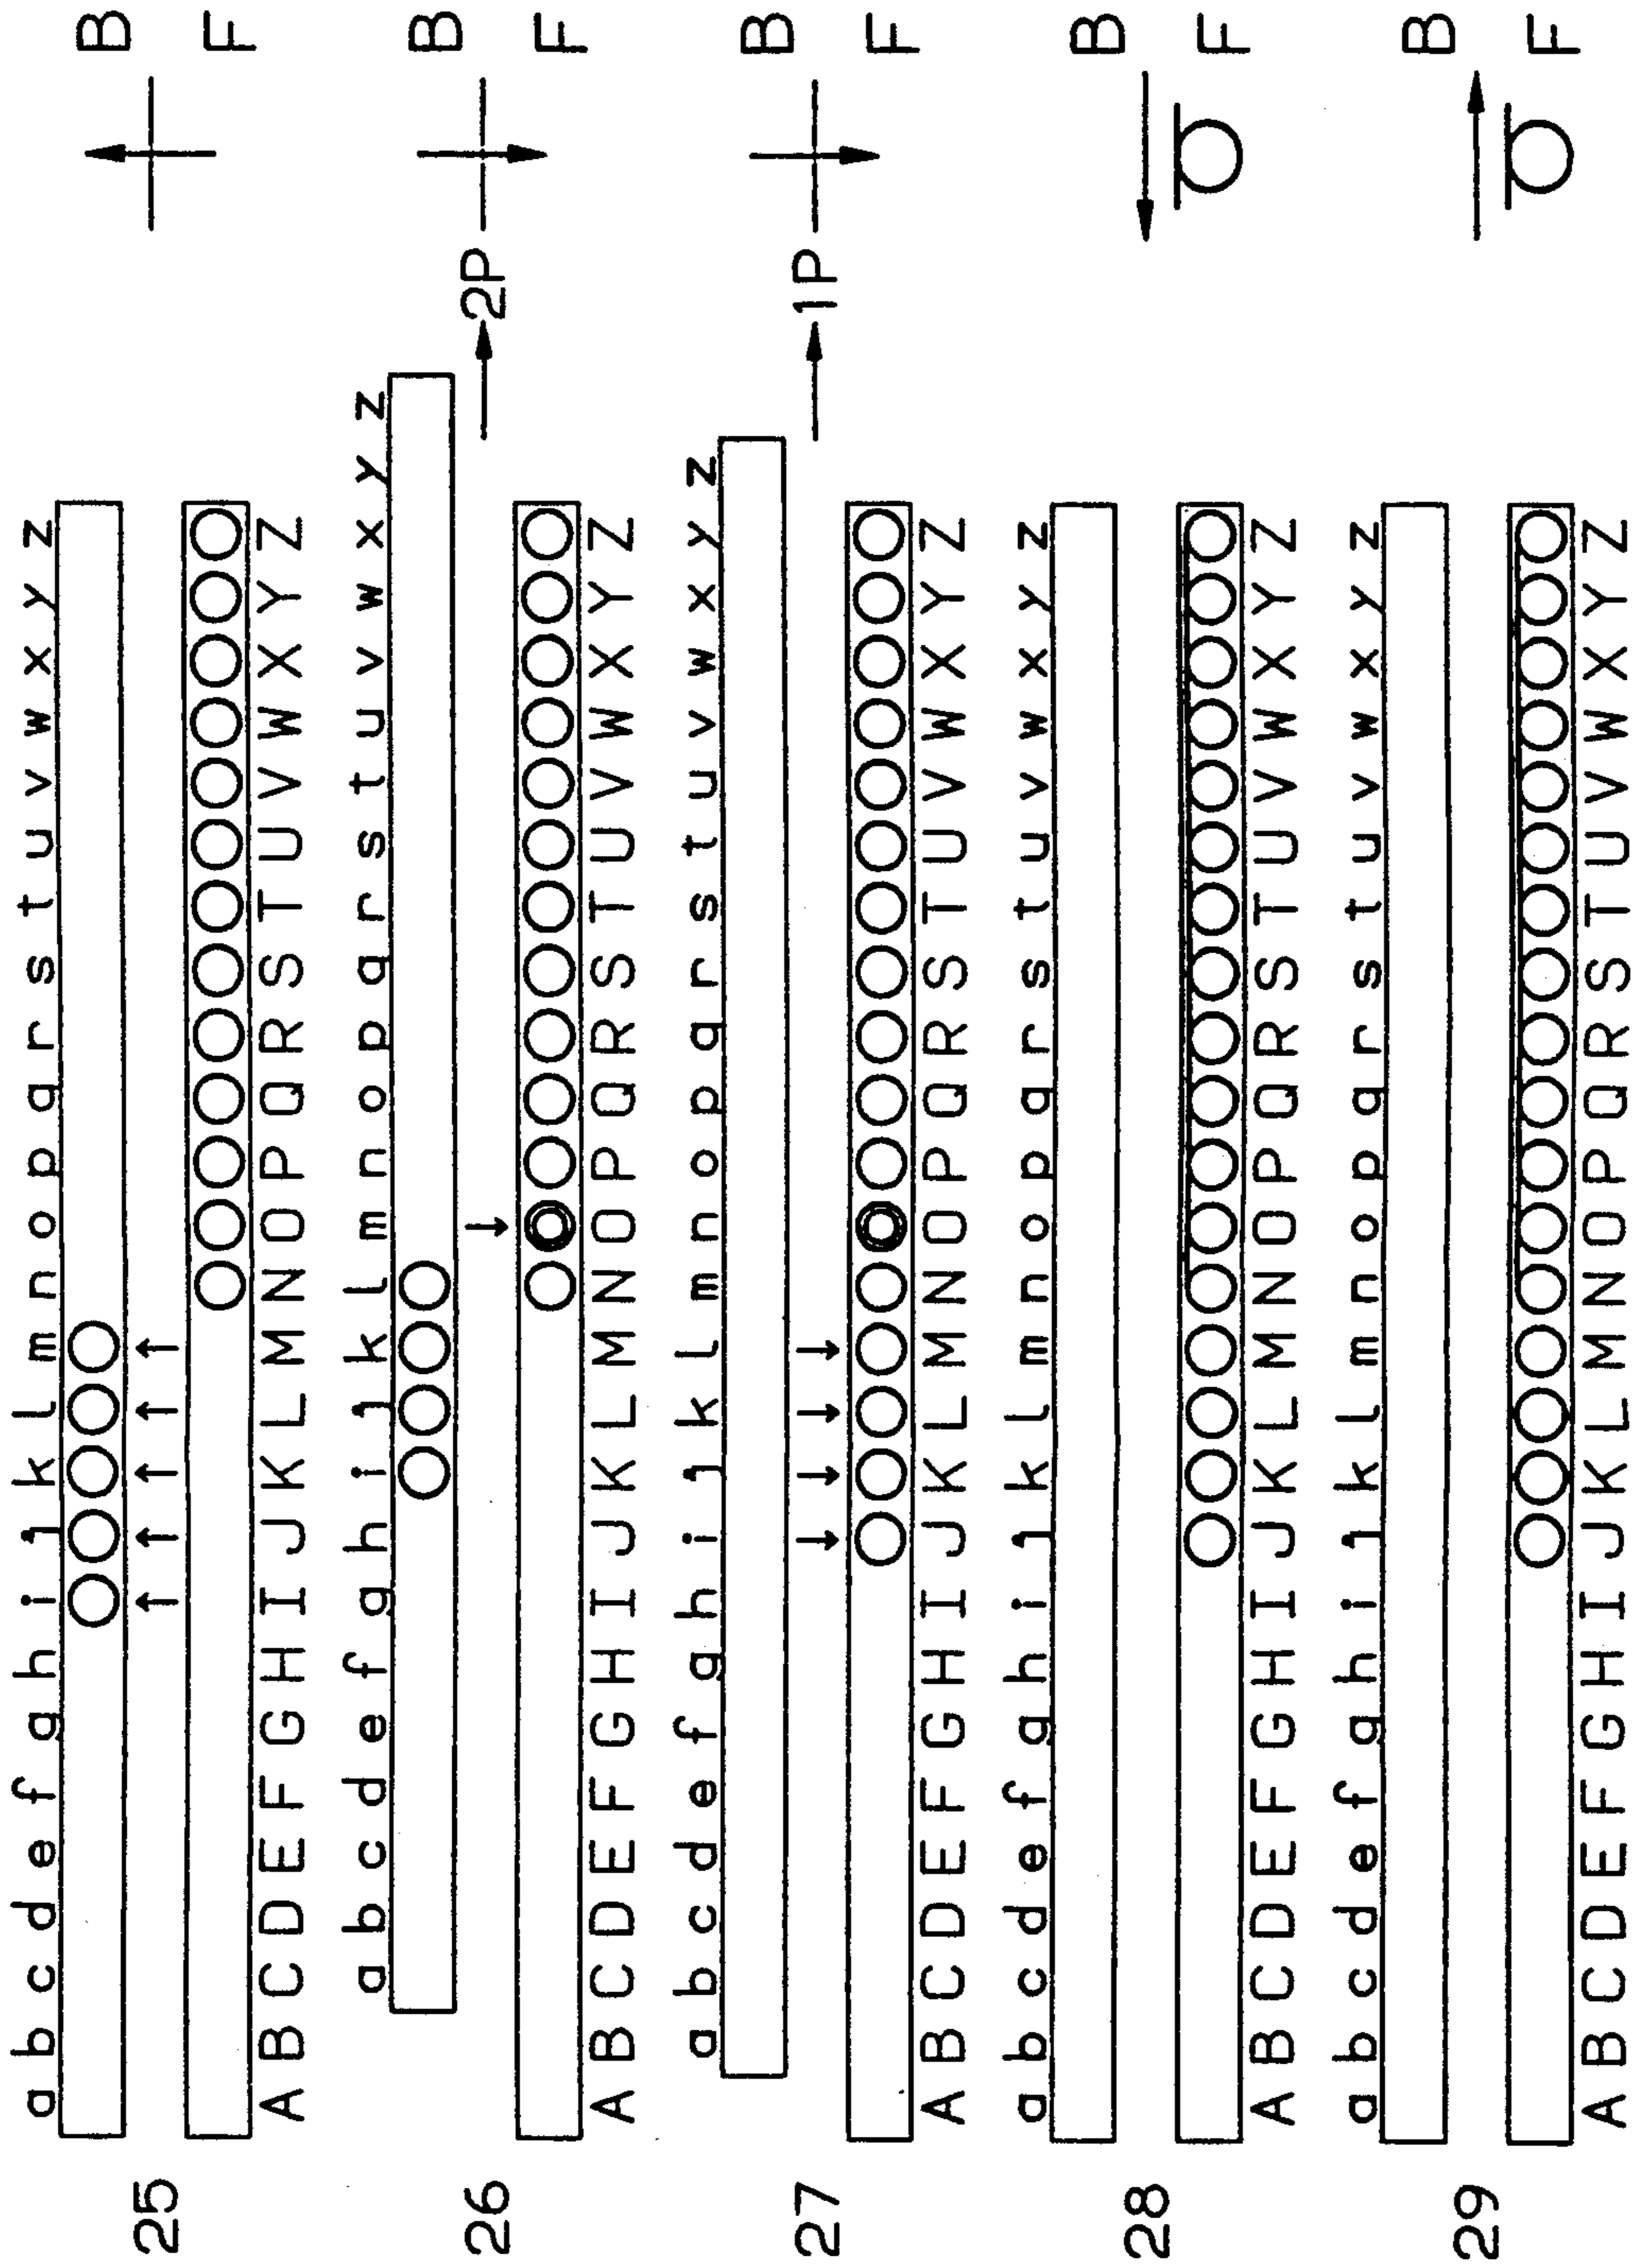 a b c d e f g h i j k l m n o p q r s t u v w x y z
B
25
F
A B C D E F G H I J K L M N O P Q R S T U V W X Y Z
a b c d e f g h i j k l m n o p q r s t u v w x y z
B
26
2P
F
A B C D E F G H I J K L M N O P Q R S T U V W X Y Z
a b c d e f g h i j k l m n o p q r s t u v w x y z
B
27
1P
F
A B C D E F G H I J K L M N O P Q R S T U V W X Y Z
a b c d e f g h i j k l m n o p q r s t u v w x y z
B
28
F
A B C D E F G H I J K L M N O P Q R S T U V W X Y Z
a b c d e f g h i j k l m n o p q r s t u v w x y z
B
29
F
A B C D E F G H I J K L M N O P Q R S T U V W X Y Z